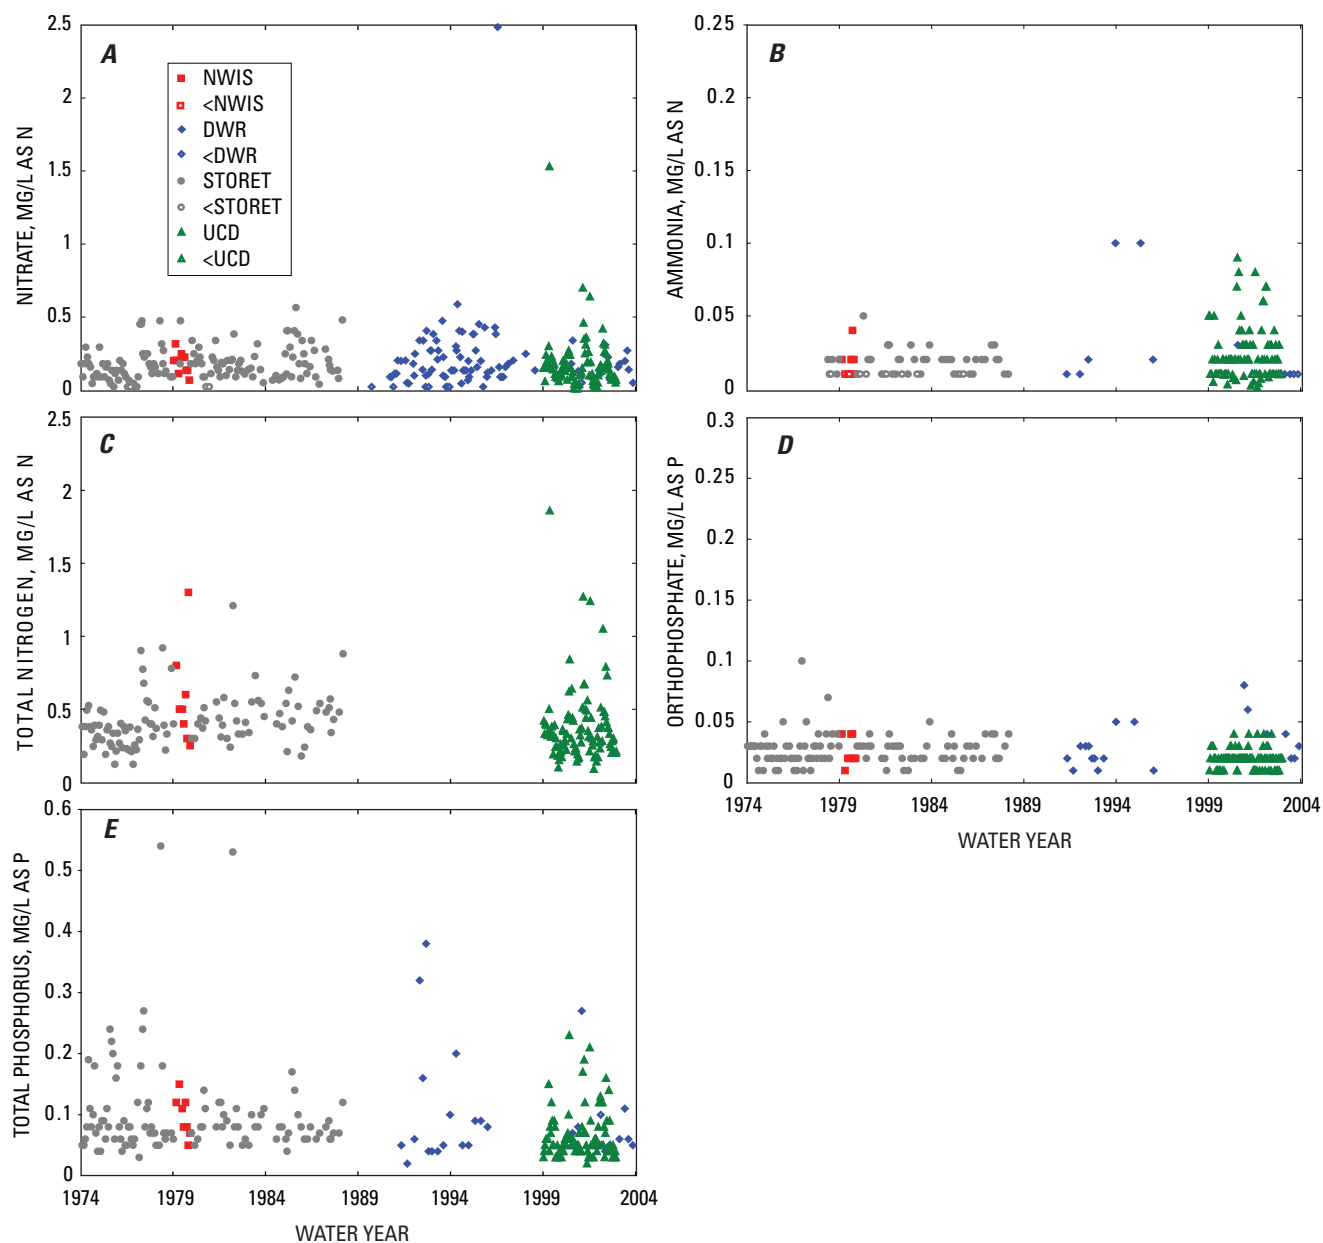 A
NITRATE, MG/L AS N
2.5
2
1.5
1
0.5
0
NWIS
<NWIS
DWR
<DWR
STORET
<STORET
UCD
<UCD
B
AMMONIA, MG/L AS N
0.25
0.2
0.15
0.1
0.05
0
C
TOTAL NITROGEN, MG/L AS N
2.5
2
1.5
1
0.5
0
D
ORTHOPHOSPHATE, MG/L AS P
0.3
0.25
0.2
0.15
0.1
0.05
0
1974 1979 1984 1989 1994 1999 2004
WATER YEAR
E
TOTAL PHOSPHORUS, MG/L AS P
0.6
0.5
0.4
0.3
0.2
0.1
0
1974 1979 1984 1989 1994 1999 2004
WATER YEAR